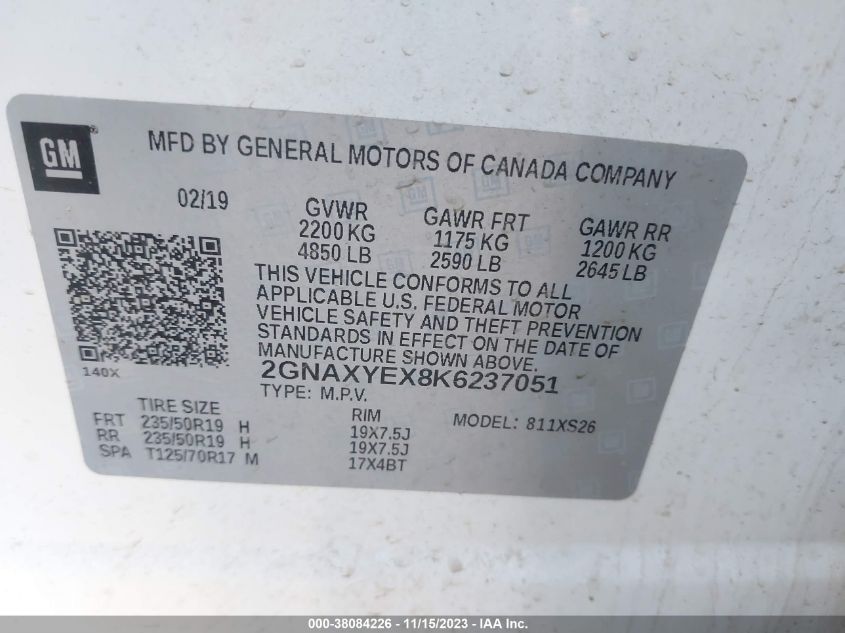 GM
MFD BY GENERAL MOTORS OF CANADA COMPANY
02/19
GVWR
2200 KG
4850 LB
GAWR FRT
1175 KG
2590 LB
GAWR RR
1200 KG
2645 LB
THIS VEHICLE CONFORMS TO ALL
APPLICABLE U.S. FEDERAL MOTOR
VEHICLE SAFETY AND THEFT PREVENTION
STANDARDS IN EFFECT ON THE DATE OF
MANUFACTURE SHOWN ABOVE.
140X
2GNAXYEX8K6237051
TYPE: M.P.V.
TIRE SIZE
RIM
MODEL: 811XS26
FRT 235/50R19 H 19X7.5J
RR 235/50R19 H 19X7.5J
SPA T125/70R17 M 17X4BT
000-38084226 - 11/15/2023 - IAAI.COM